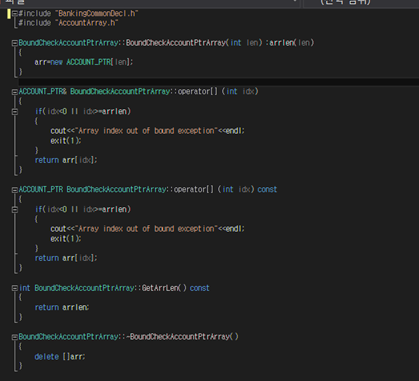 #include "BankingCommonDecl.h"
#include "AccountArray.h"
BoundCheckAccountPtrArray::BoundCheckAccountPtrArray(int len) :arrlen(len)
{
arr=new ACCOUNT_PTR[len];
}
ACCOUNT_PTR& BoundCheckAccountPtrArray::operator[] (int idx)
{
if(idx<0 || idx>=arrlen)
{
cout<<"Array index out of bound exception"<<endl;
exit(1);
}
return arr[idx];
}
ACCOUNT_PTR BoundCheckAccountPtrArray::operator[] (int idx) const
{
if(idx<0 || idx>=arrlen)
{
cout<<"Array index out of bound exception"<<endl;
exit(1);
}
return arr[idx];
}
int BoundCheckAccountPtrArray::GetArrLen() const
{
return arrlen;
}
BoundCheckAccountPtrArray::~BoundCheckAccountPtrArray()
{
delete []arr;
}